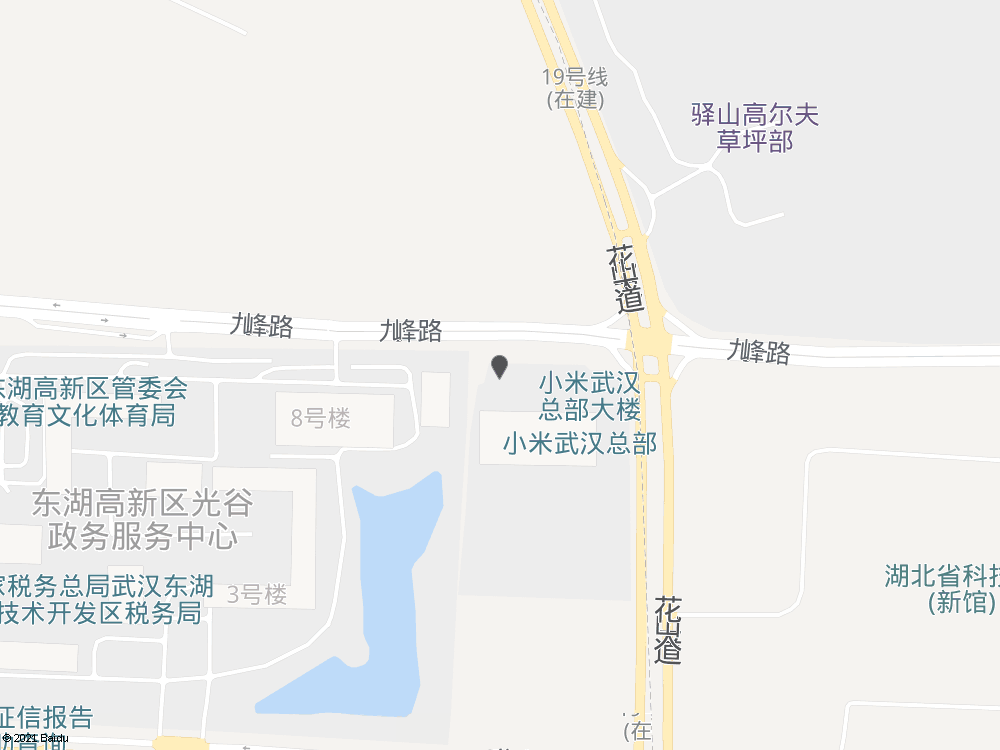 19号线
(在建)
驿山高尔夫
草坪部
花山大道
九峰路
九峰路
九峰路
东湖高新区管委会
教育文化体育局
小米武汉
总部大楼
8号楼
小米武汉总部
东湖高新区光谷
政务服务中心
家税务总局武汉东湖
技术开发区税务局
3号楼
湖北省科技
(新馆)
花山大道
征信报告
(在
© 2021 Baidu